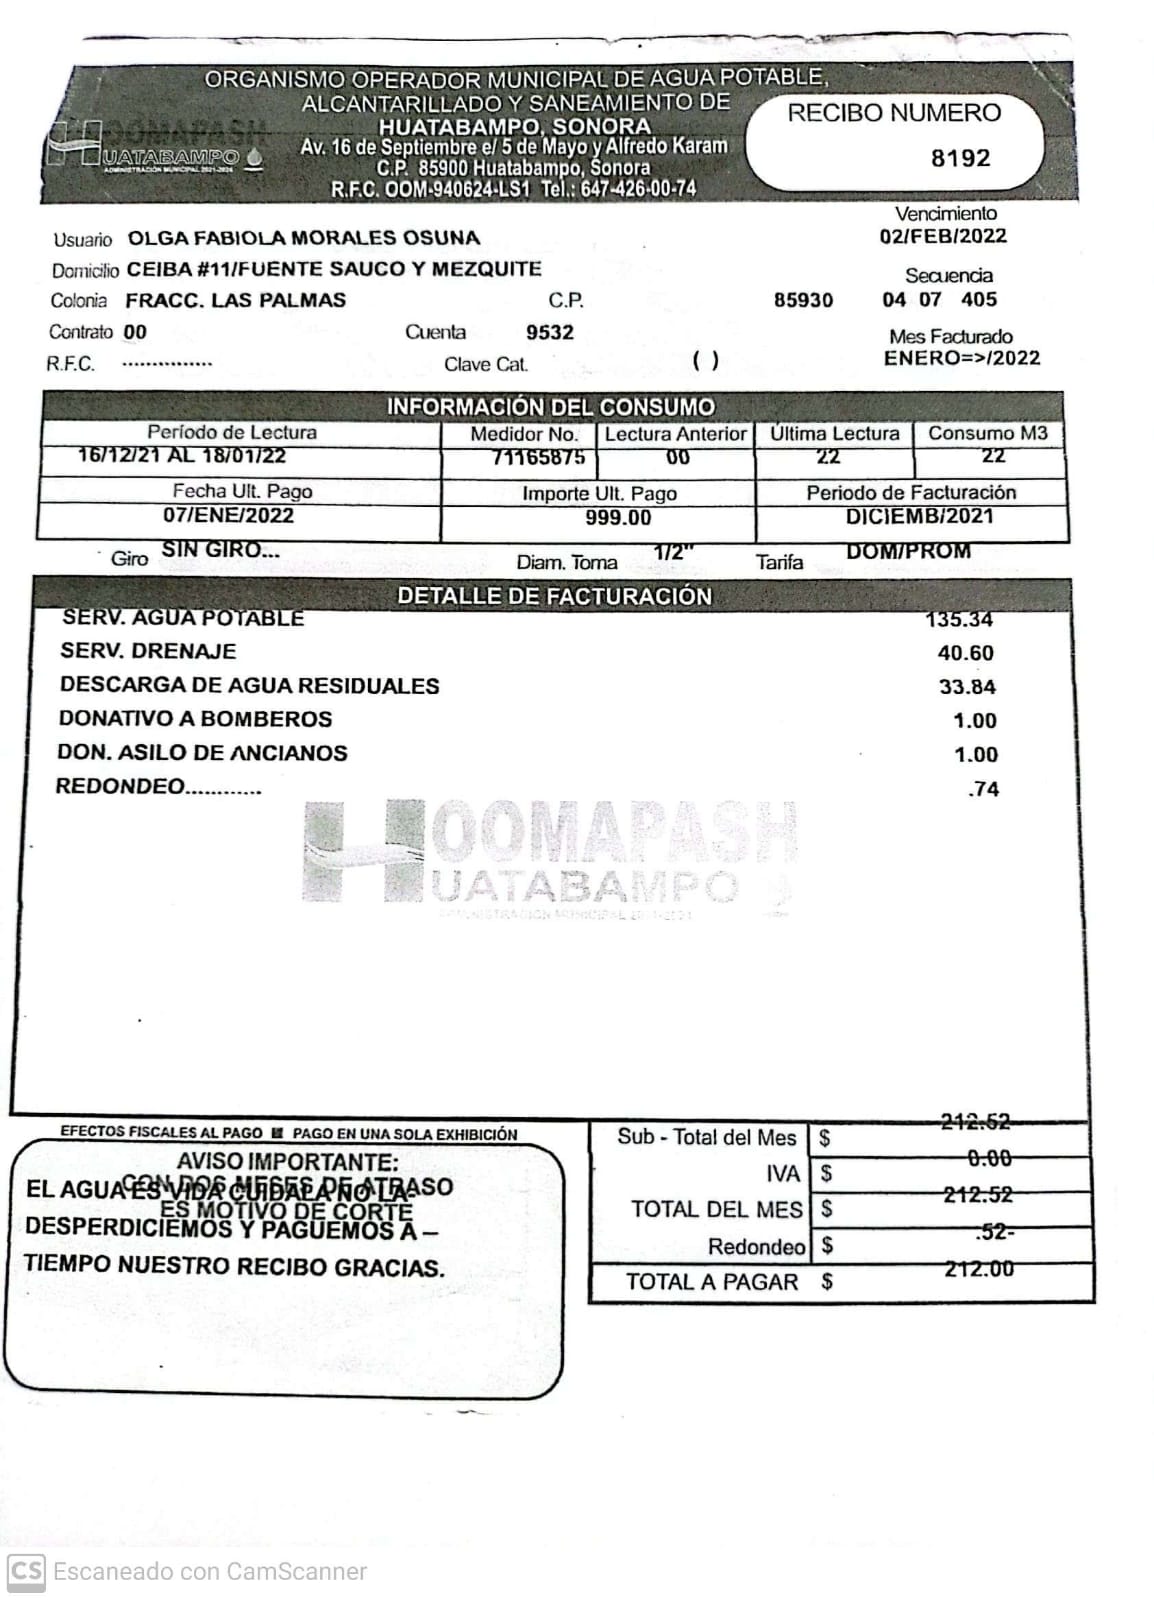 ORGANISMO OPERADOR MUNICIPAL DE AGUA POTABLE,
ALCANTARILLADO Y SANEAMIENTO DE
HUATABAMPO, SONORA
Av. 16 de Septiembre e/ 5 de Mayo y Alfredo Karam
C.P. 85900 Huatabampo, Sonora
R.F.C. OOM-940624-LS1 Tel.: 647-426-00-74
OOMAPASH
HUATABAMPO
ADMINISTRACIÓN MUNICIPAL 2021-2024
RECIBO NUMERO
8192
Vencimiento
02/FEB/2022
Usuario OLGA FABIOLA MORALES OSUNA
Domicilio CEIBA #11/FUENTE SAUCO Y MEZQUITE
Secuencia
Colonia FRACC. LAS PALMAS C.P. 85930 04 07 405
Contrato 00 Cuenta 9532
Mes Facturado
R.F.C. ............... Clave Cat. ( ) ENERO=>/2022
INFORMACIÓN DEL CONSUMO
Período de Lectura Medidor No. Lectura Anterior Última Lectura Consumo M3
16/12/21 AL 18/01/22 71165875 00 22 22
Fecha Ult. Pago Importe Ult. Pago Periodo de Facturación
07/ENE/2022 999.00 DICIEMB/2021
Giro SIN GIRO... Diam. Toma 1/2" Tarifa DOM/PROM
DETALLE DE FACTURACIÓN
SERV. AGUA POTABLE 135.34
SERV. DRENAJE 40.60
DESCARGA DE AGUA RESIDUALES 33.84
DONATIVO A BOMBEROS 1.00
DON. ASILO DE ANCIANOS 1.00
REDONDEO............ .74
OOMAPASH
HUATABAMPO
EFECTOS FISCALES AL PAGO PAGO EN UNA SOLA EXHIBICIÓN
AVISO IMPORTANTE:
CON DOS MESES DE ATRASO
ES MOTIVO DE CORTE
EL AGUA ES VIDA CUIDALA NO LA-
DESPERDICIEMOS Y PAGUEMOS A –
TIEMPO NUESTRO RECIBO GRACIAS.
Sub - Total del Mes $ 212.52
IVA $ 0.00
TOTAL DEL MES $ 212.52
Redondeo $ .52-
TOTAL A PAGAR $ 212.00
CS Escaneado con CamScanner